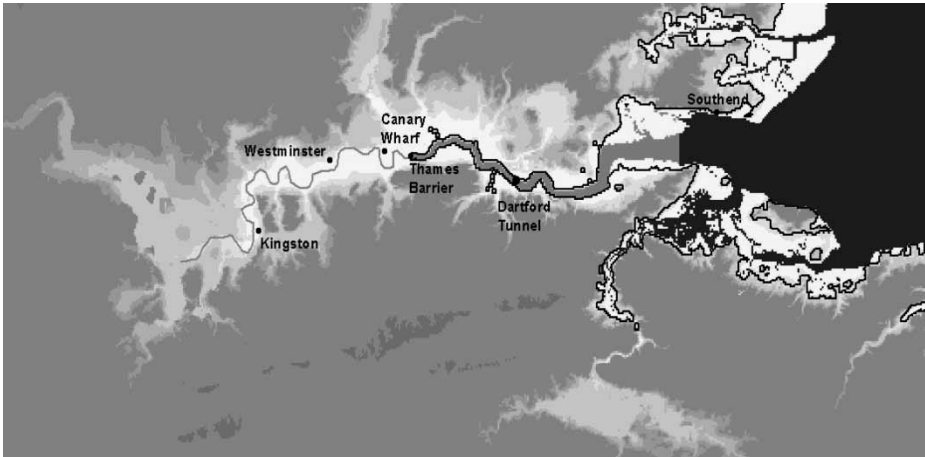 Southend
Canary
Wharf
Westminster
Thames
Barrier
Dartford
Tunnel
Kingston